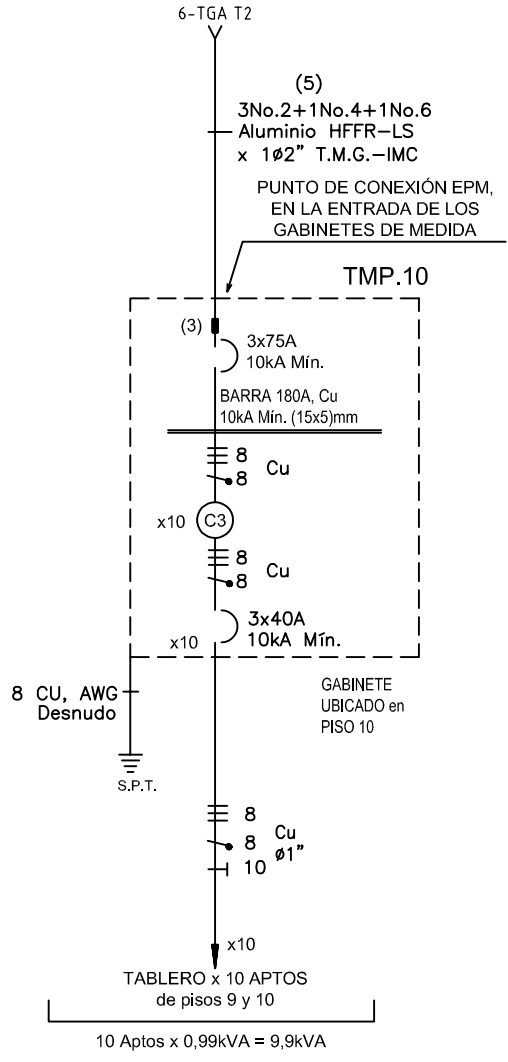 6-TGA T2
(5)
3No.2+1No.4+1No.6
Aluminio HFFR-LS
x 1ø2" T.M.G.-IMC
PUNTO DE CONEXIÓN EPM,
EN LA ENTRADA DE LOS
GABINETES DE MEDIDA
TMP.10
(3)
3x75A
10kA Mín.
BARRA 180A, Cu
10kA Mín. (15x5)mm
8
8 Cu
x10 C3
8
8 Cu
3x40A
10kA Mín.
x10
8 CU, AWG
Desnudo
S.P.T.
GABINETE
UBICADO en
PISO 10
8
8 Cu
ø1"
10
x10
TABLERO x 10 APTOS
de pisos 9 y 10
10 Aptos x 0,99kVA = 9,9kVA